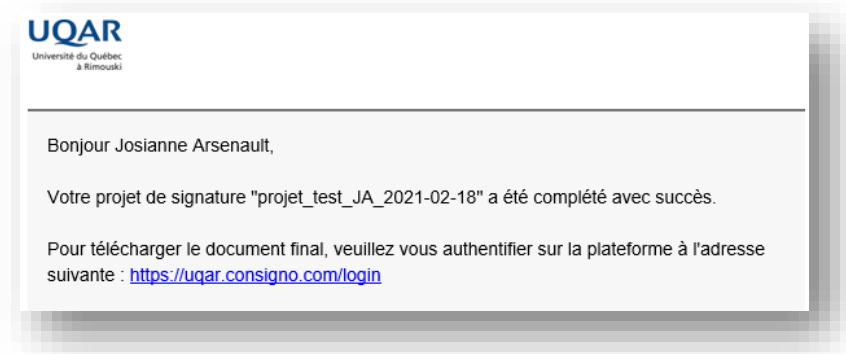 UQAR
Université du Québec
à Rimouski
Bonjour Josianne Arsenault,
Votre projet de signature "projet_test_JA_2021-02-18" a été complété avec succès.
Pour télécharger le document final, veuillez vous authentifier sur la plateforme à l'adresse
suivante : https://uqar.consigno.com/login